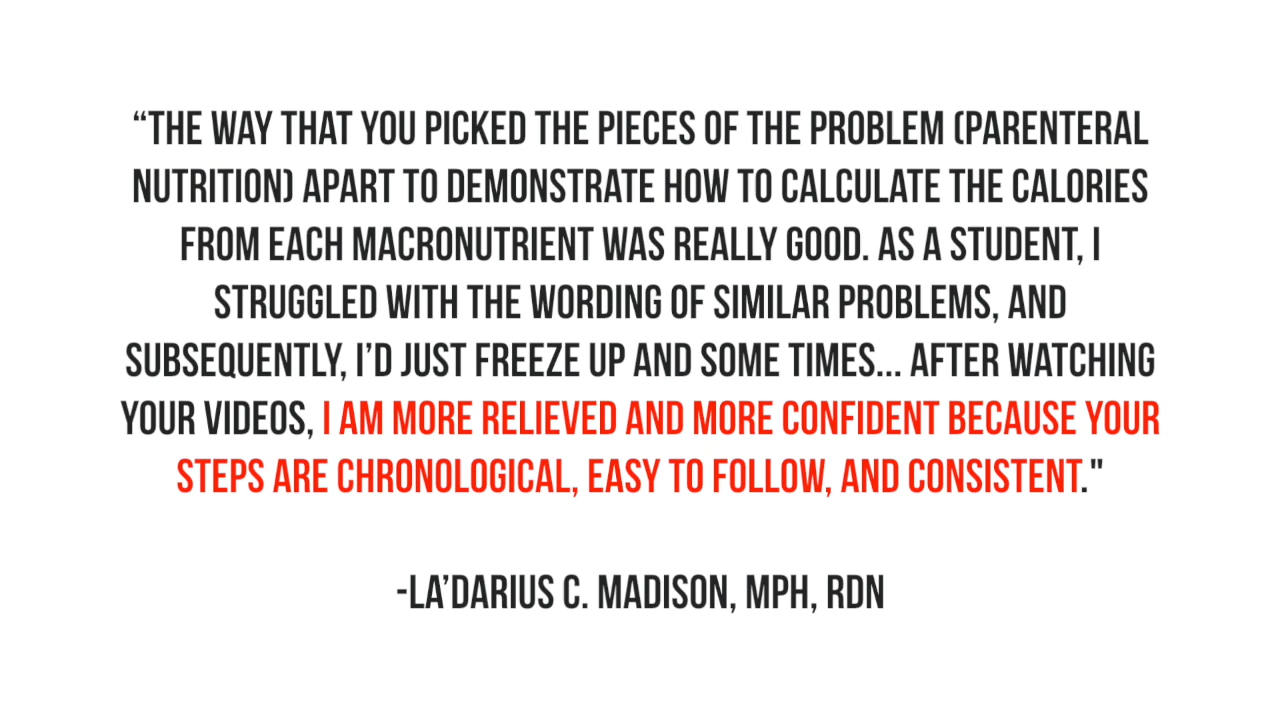 “THE WAY THAT YOU PICKED THE PIECES OF THE PROBLEM (PARENTERAL
NUTRITION) APART TO DEMONSTRATE HOW TO CALCULATE THE CALORIES
FROM EACH MACRONUTRIENT WAS REALLY GOOD. AS A STUDENT, I
STRUGGLED WITH THE WORDING OF SIMILAR PROBLEMS, AND
SUBSEQUENTLY, I’D JUST FREEZE UP AND SOME TIMES... AFTER WATCHING
YOUR VIDEOS, I AM MORE RELIEVED AND MORE CONFIDENT BECAUSE YOUR
STEPS ARE CHRONOLOGICAL, EASY TO FOLLOW, AND CONSISTENT."
-LA’DARIUS C. MADISON, MPH, RDN